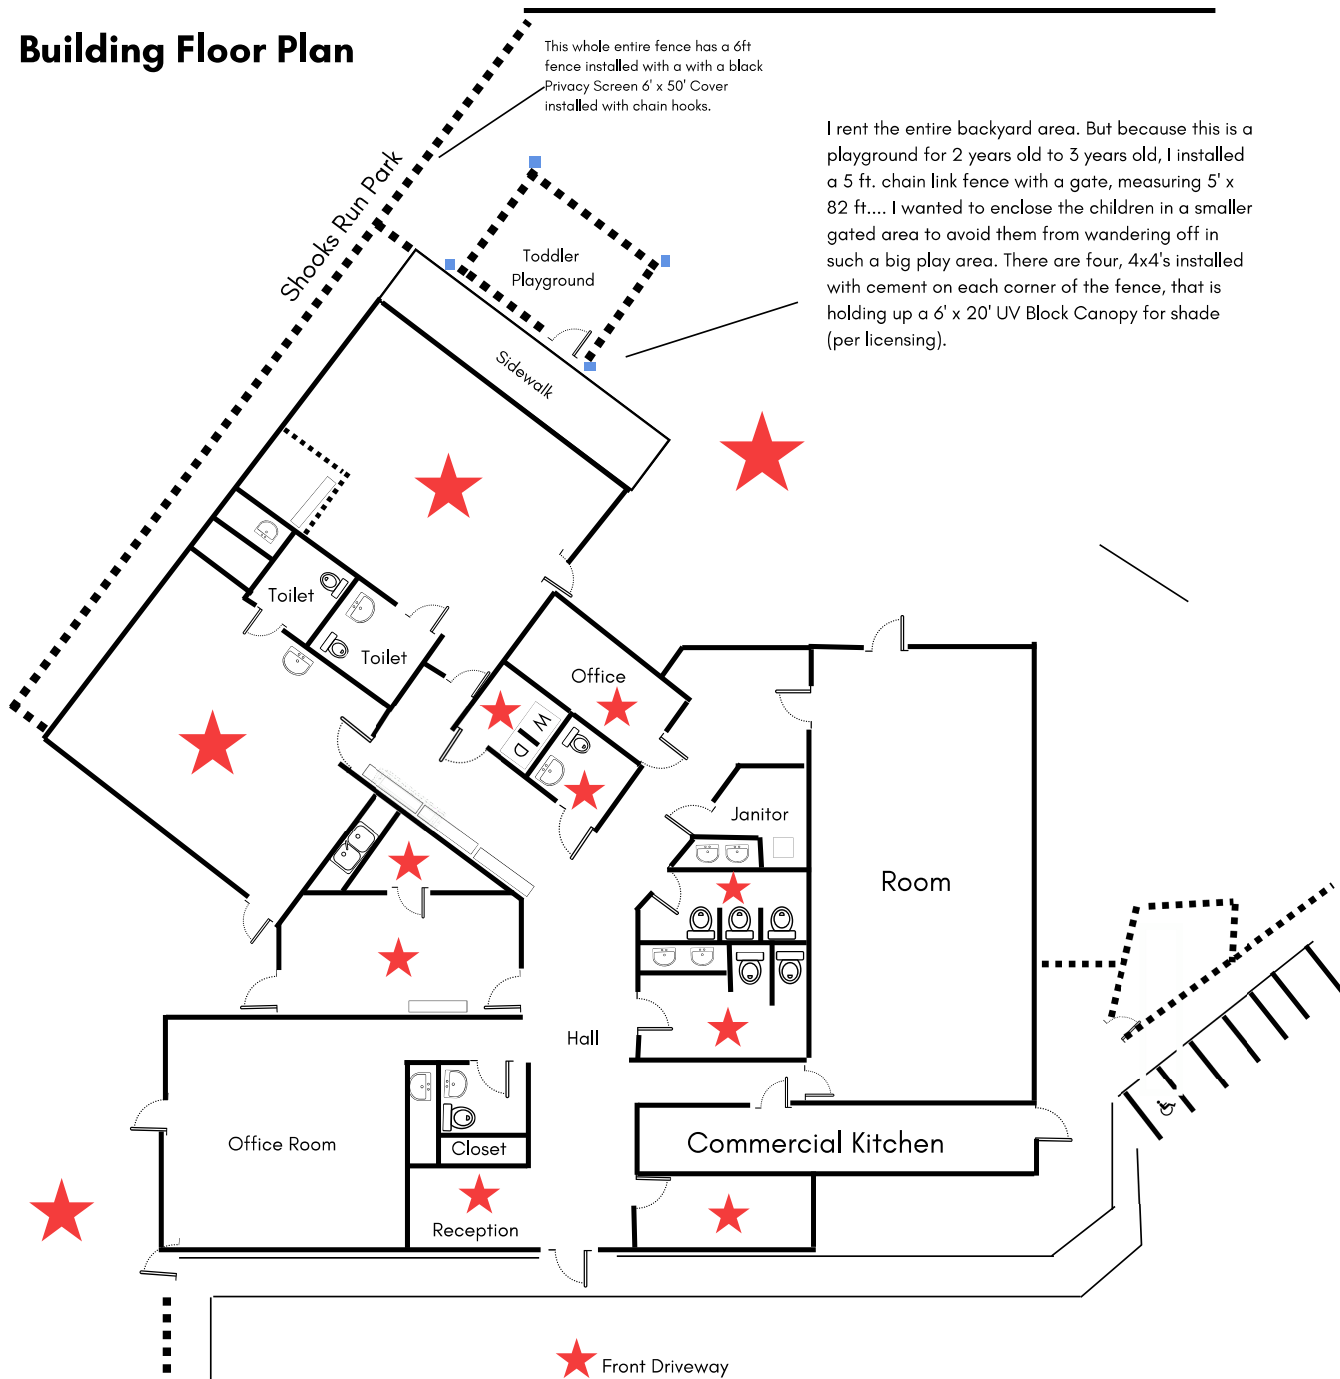 Building Floor Plan
This whole entire fence has a 6ft
fence installed with a with a black
Privacy Screen 6' x 50' Cover
installed with chain hooks.
I rent the entire backyard area. But because this is a
playground for 2 years old to 3 years old, I installed
a 5 ft. chain link fence with a gate, measuring 5' x
82 ft.... I wanted to enclose the children in a smaller
gated area to avoid them from wandering off in
such a big play area. There are four, 4x4's installed
with cement on each corner of the fence, that is
holding up a 6' x 20' UV Block Canopy for shade
(per licensing).
Shooks Run Park
Toddler
Playground
Sidewalk
Toilet
Toilet
Office
W
D
Janitor
Room
Hall
Office Room
Closet
Commercial Kitchen
Reception
Front Driveway